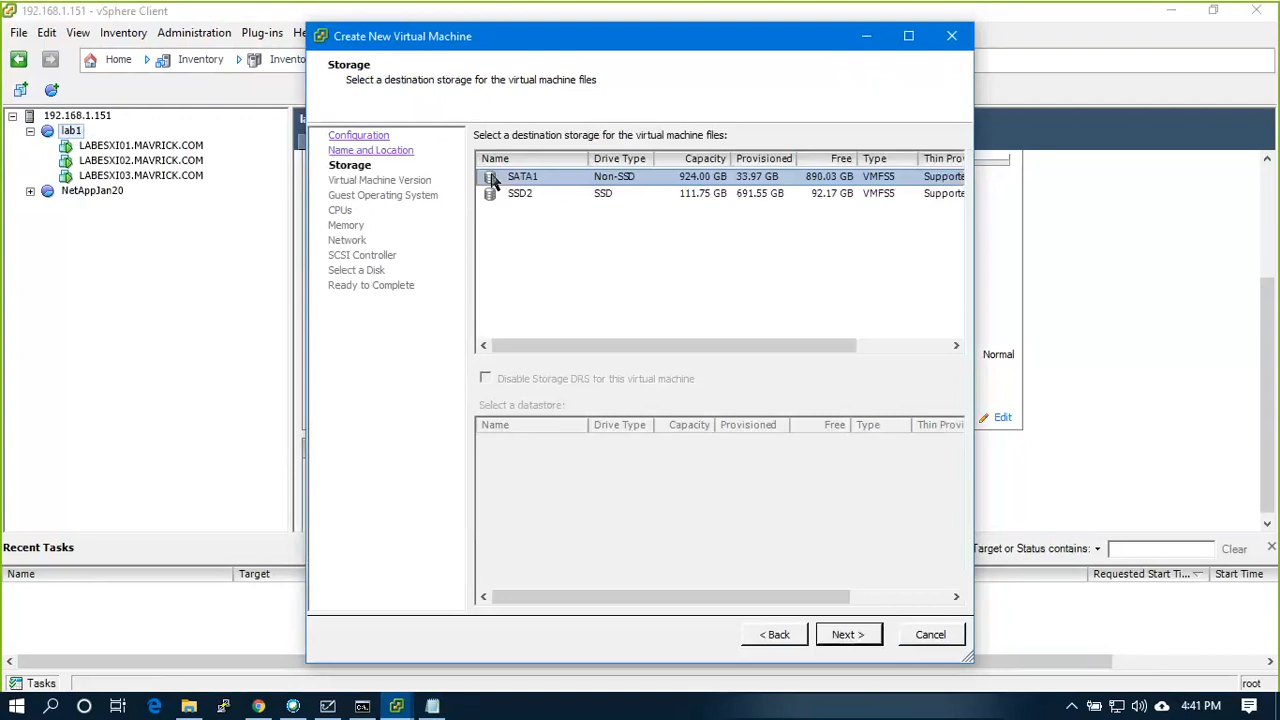 192.168.1.151 - vSphere Client
File Edit View Inventory Administration Plug-ins He
Home Inventory Invento
192.168.1.151
lab1
LABESXI01.MAVRICK.COM
LABESXI02.MAVRICK.COM
LABESXI03.MAVRICK.COM
NetAppJan20
Create New Virtual Machine
Storage
Select a destination storage for the virtual machine files
Configuration
Name and Location
Storage
Virtual Machine Version
Guest Operating System
CPUs
Memory
Network
SCSI Controller
Select a Disk
Ready to Complete
Select a destination storage for the virtual machine files:
Name Drive Type Capacity Provisioned Free Type Thin Pro
SATA1 Non-SSD 924.00 GB 33.97 GB 890.03 GB VMFS5 Supporte
SSD2 SSD 111.75 GB 691.55 GB 92.17 GB VMFS5 Supporte
Disable Storage DRS for this virtual machine
Select a datastore:
Name Drive Type Capacity Provisioned Free Type Thin Provi
< Back Next > Cancel
Normal
Edit
Recent Tasks
Target or Status contains: Clear
Name Target Requested Start Ti... Start Time
Tasks root
4:41 PM